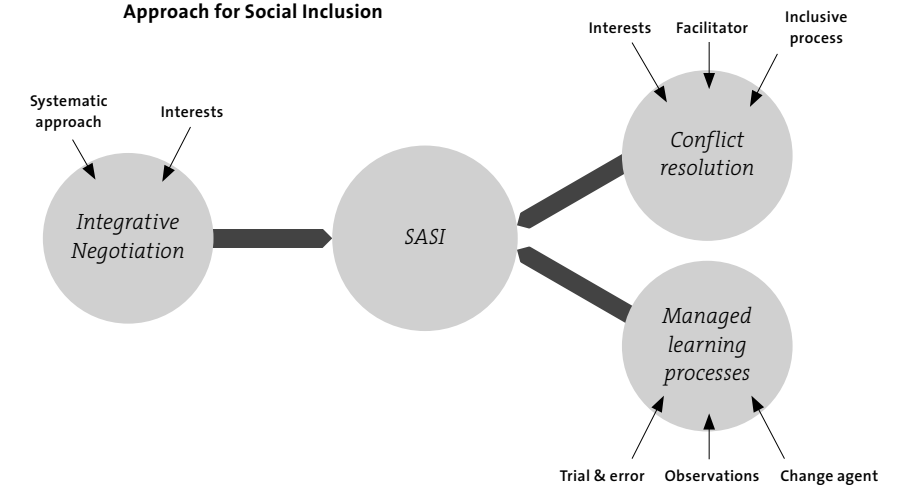 Approach for Social Inclusion
Interests
Facilitator
Inclusive
process
Systematic
approach
Interests
Conflict
resolution
Integrative
Negotiation
SASI
Managed
learning
processes
Trial & error
Observations
Change agent